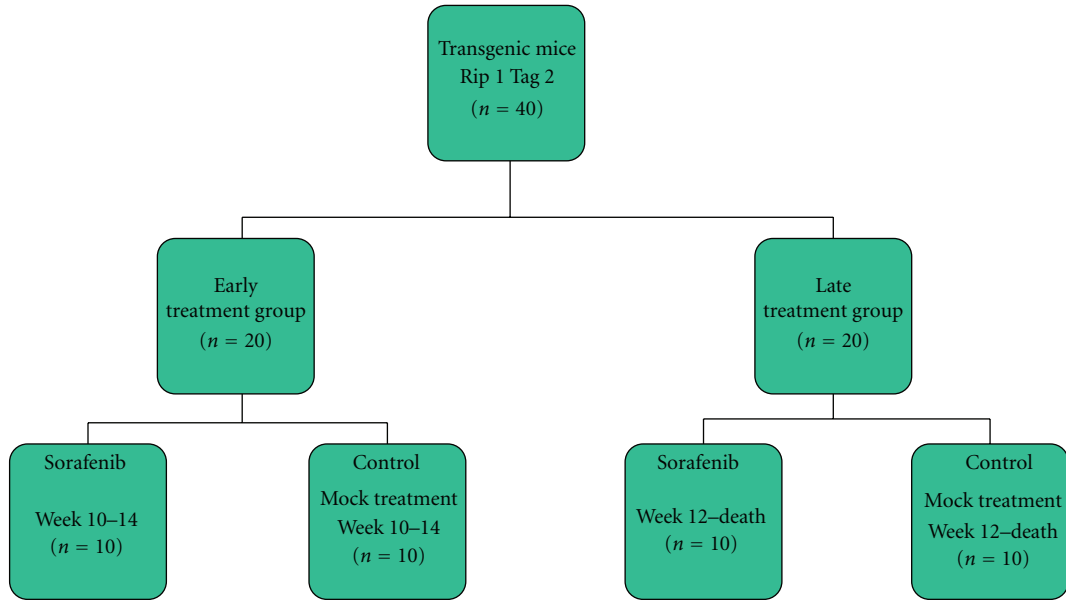 Transgenic mice
Rip 1 Tag 2
(n = 40)
Early
treatment group
(n = 20)
Late
treatment group
(n = 20)
Sorafenib
Week 10–14
(n = 10)
Control
Mock treatment
Week 10–14
(n = 10)
Sorafenib
Week 12–death
(n = 10)
Control
Mock treatment
Week 12–death
(n = 10)